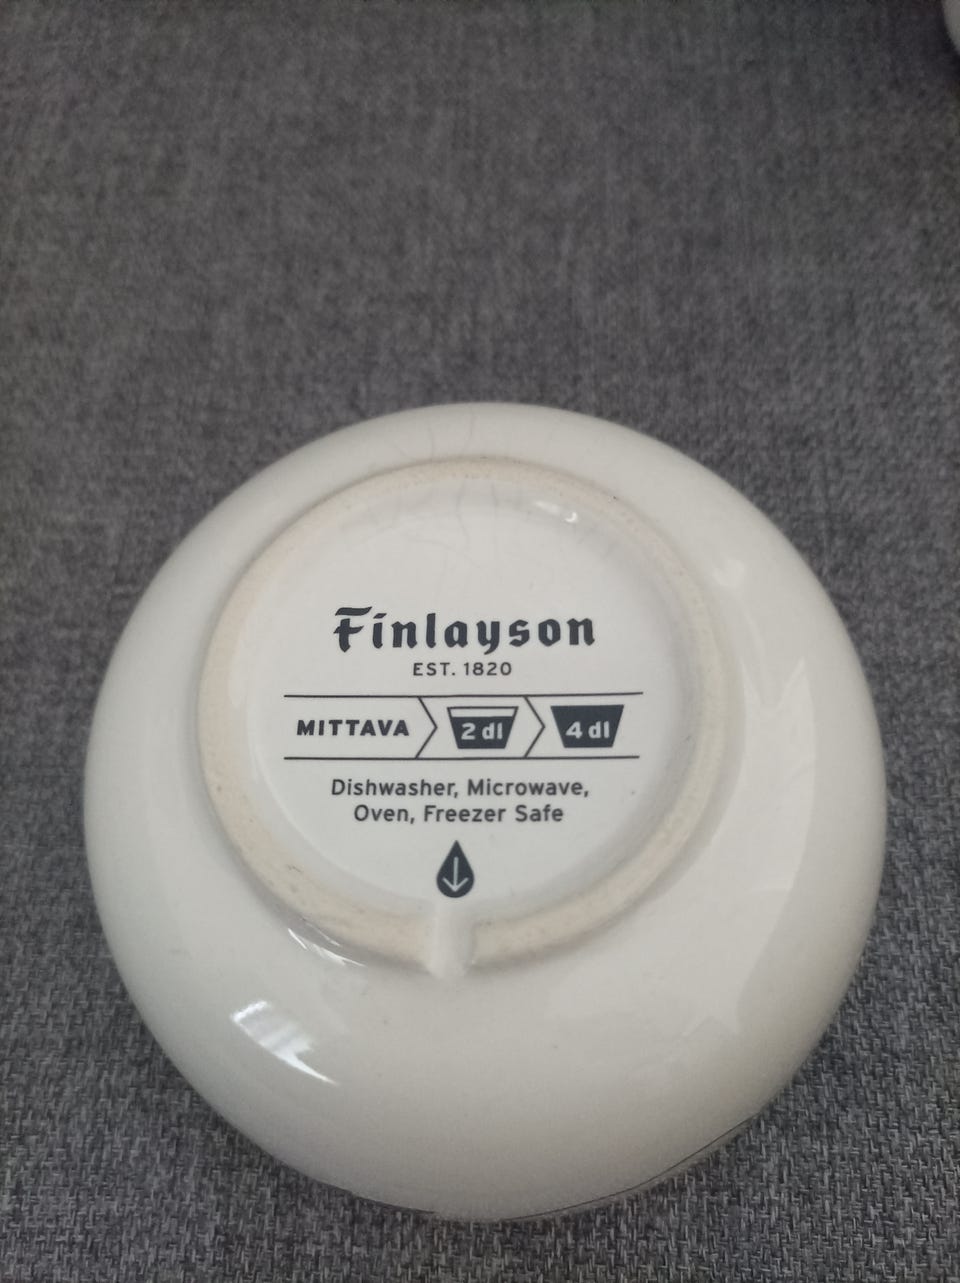 Finlayson
EST. 1820
MITTAVA 2 dl 4 dl
Dishwasher, Microwave,
Oven, Freezer Safe